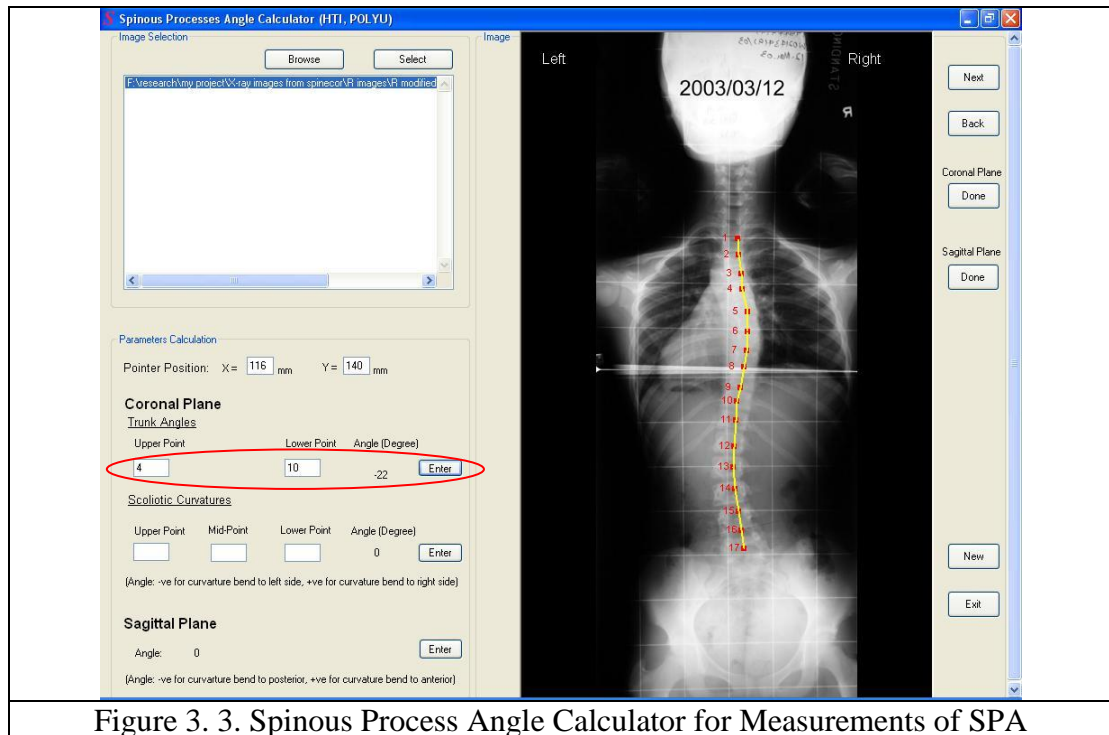 Spinous Processes Angle Calculator (HTI, POLYU)
Image Selection
Browse Select
F:\research\my project\X-ray images from spinecor\R images\R modified
Parameters Calculation
Pointer Position: X= 116 mm Y= 140 mm
Coronal Plane
Trunk Angles
Upper Point Lower Point Angle (Degree)
4 10 -22 Enter
Scoliotic Curvatures
Upper Point Mid-Point Lower Point Angle (Degree)
0 Enter
(Angle: -ve for curvarture bend to left side, +ve for curvature bend to right side)
Sagittal Plane
Angle: 0 Enter
(Angle: -ve for curvarture bend to posterior, +ve for curvature bend to anterior)
Image
Left Right
2003/03/12
R
1
2
3
4
5
6
7
8
9
10
11
12
13
14
15
16
17
Next
Back
Coronal Plane
Done
Sagittal Plane
Done
New
Exit
Figure 3. 3. Spinous Process Angle Calculator for Measurements of SPA